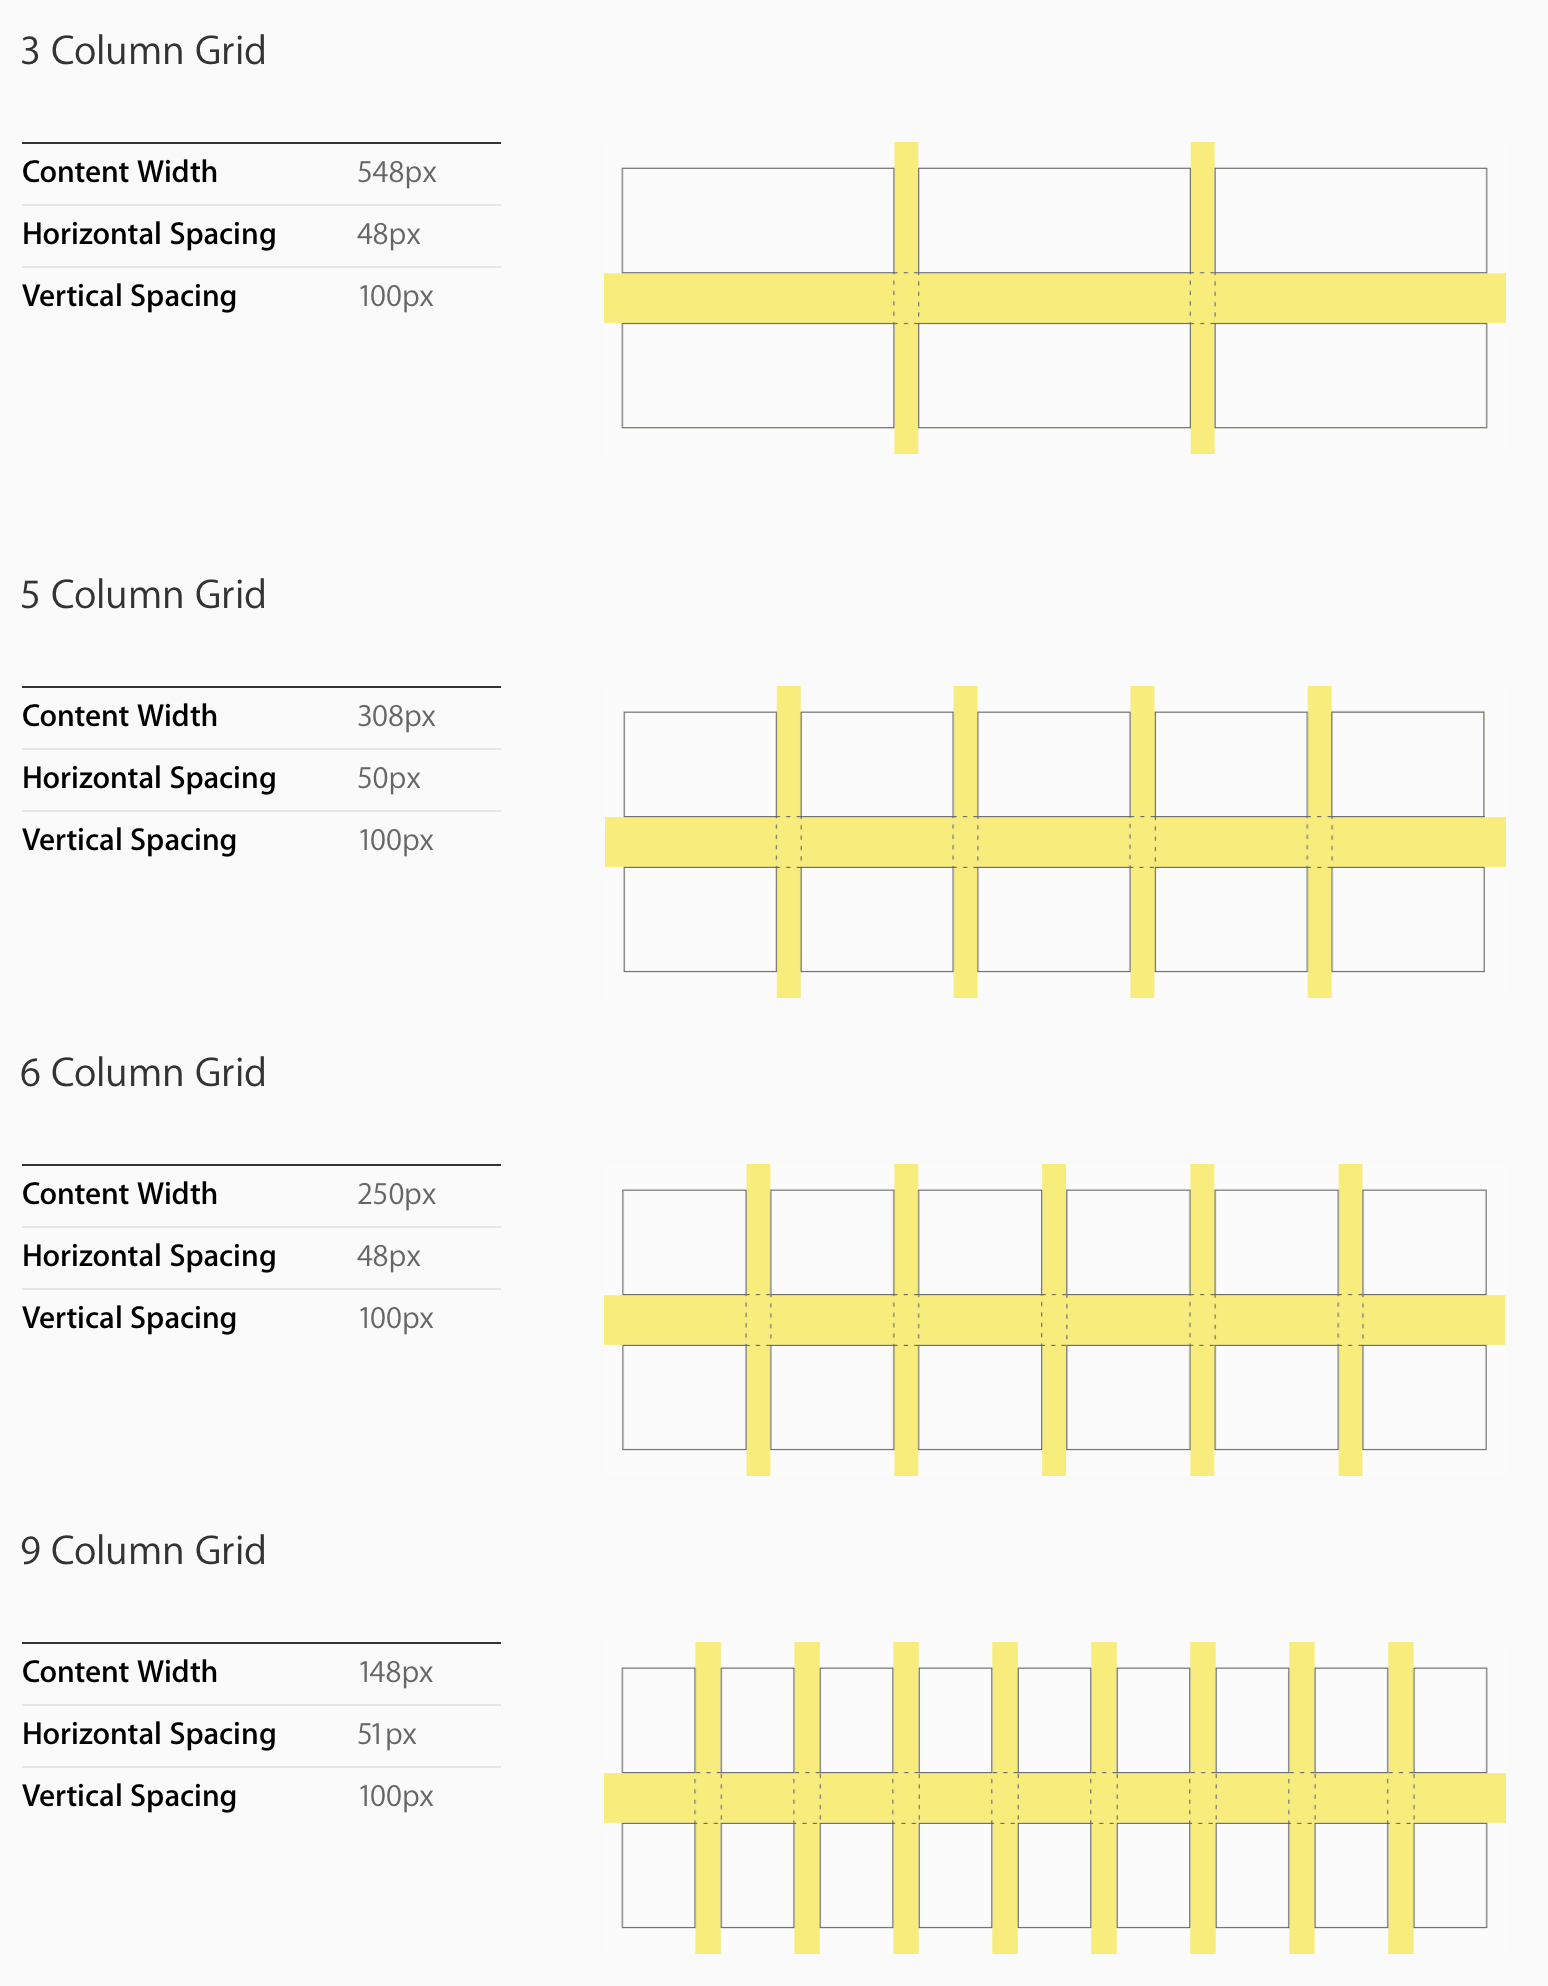 3 Column Grid
Content Width 548px
Horizontal Spacing 48px
Vertical Spacing 100px
5 Column Grid
Content Width 308px
Horizontal Spacing 50px
Vertical Spacing 100px
6 Column Grid
Content Width 250px
Horizontal Spacing 48px
Vertical Spacing 100px
9 Column Grid
Content Width 148px
Horizontal Spacing 51px
Vertical Spacing 100px